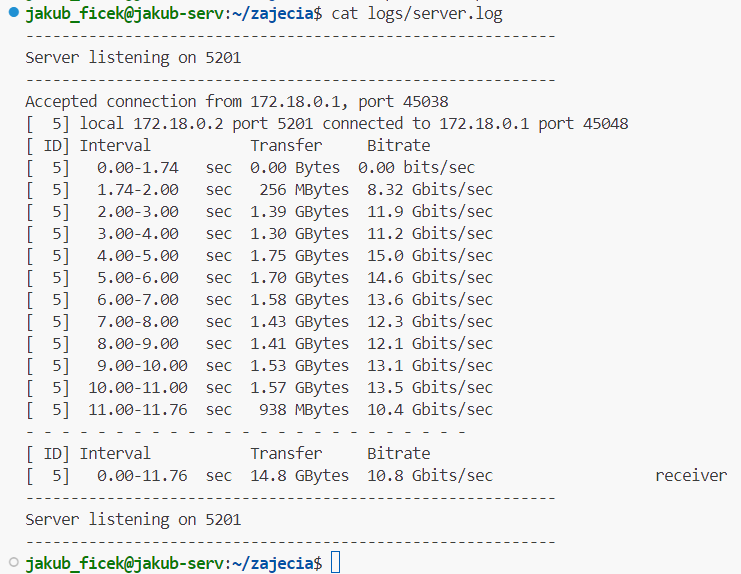 jakub_ficek@jakub-serv:~/zajecia$ cat logs/server.log
-----------------------------------------------------------
Server listening on 5201
-----------------------------------------------------------
Accepted connection from 172.18.0.1, port 45038
[  5] local 172.18.0.2 port 5201 connected to 172.18.0.1 port 45048
[ ID] Interval           Transfer     Bitrate
[  5]   0.00-1.74   sec  0.00 Bytes  0.00 bits/sec
[  5]   1.74-2.00   sec   256 MBytes  8.32 Gbits/sec
[  5]   2.00-3.00   sec  1.39 GBytes  11.9 Gbits/sec
[  5]   3.00-4.00   sec  1.30 GBytes  11.2 Gbits/sec
[  5]   4.00-5.00   sec  1.75 GBytes  15.0 Gbits/sec
[  5]   5.00-6.00   sec  1.70 GBytes  14.6 Gbits/sec
[  5]   6.00-7.00   sec  1.58 GBytes  13.6 Gbits/sec
[  5]   7.00-8.00   sec  1.43 GBytes  12.3 Gbits/sec
[  5]   8.00-9.00   sec  1.41 GBytes  12.1 Gbits/sec
[  5]   9.00-10.00  sec  1.53 GBytes  13.1 Gbits/sec
[  5]  10.00-11.00  sec  1.57 GBytes  13.5 Gbits/sec
[  5]  11.00-11.76  sec   938 MBytes  10.4 Gbits/sec
- - - - - - - - - - - - - - - - - - - - - - - - -
[ ID] Interval           Transfer     Bitrate
[  5]   0.00-11.76  sec  14.8 GBytes  10.8 Gbits/sec                  receiver
-----------------------------------------------------------
Server listening on 5201
-----------------------------------------------------------
jakub_ficek@jakub-serv:~/zajecia$